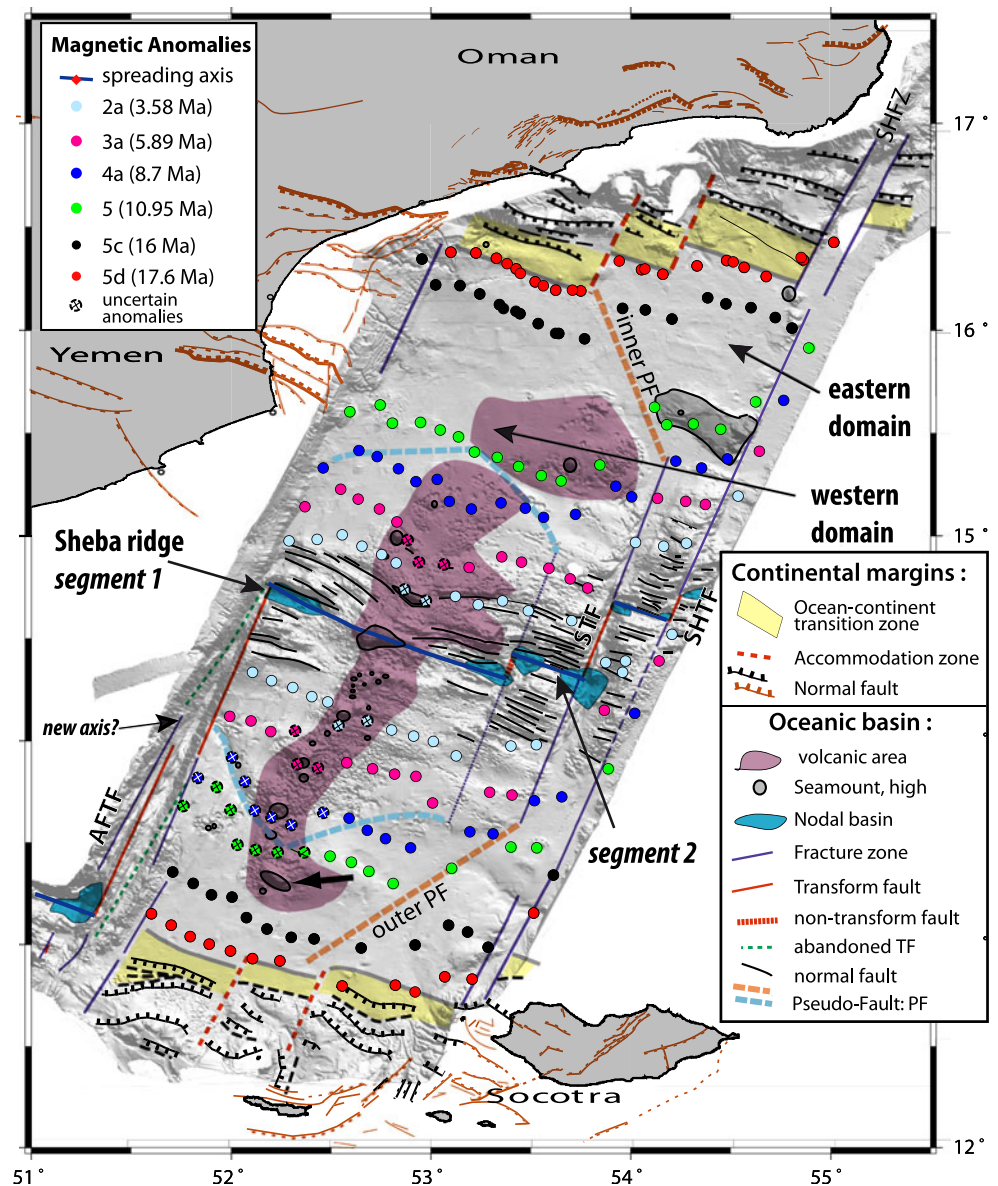 Magnetic Anomalies
spreading axis
2a (3.58 Ma)
3a (5.89 Ma)
4a (8.7 Ma)
5 (10.95 Ma)
5c (16 Ma)
5d (17.6 Ma)
uncertain
anomalies
Oman
Yemen
SHFZ
17°
16°
15°
12°
inner PF
eastern
domain
western
domain
Sheba ridge
segment 1
STF
SHTF
new axis?
AFTF
segment 2
outer PF
Socotra
Continental margins :
Ocean-continent
transition zone
Accommodation zone
Normal fault
Oceanic basin :
volcanic area
Seamount, high
Nodal basin
Fracture zone
Transform fault
non-transform fault
abandoned TF
normal fault
Pseudo-Fault: PF
51°
52°
53°
54°
55°